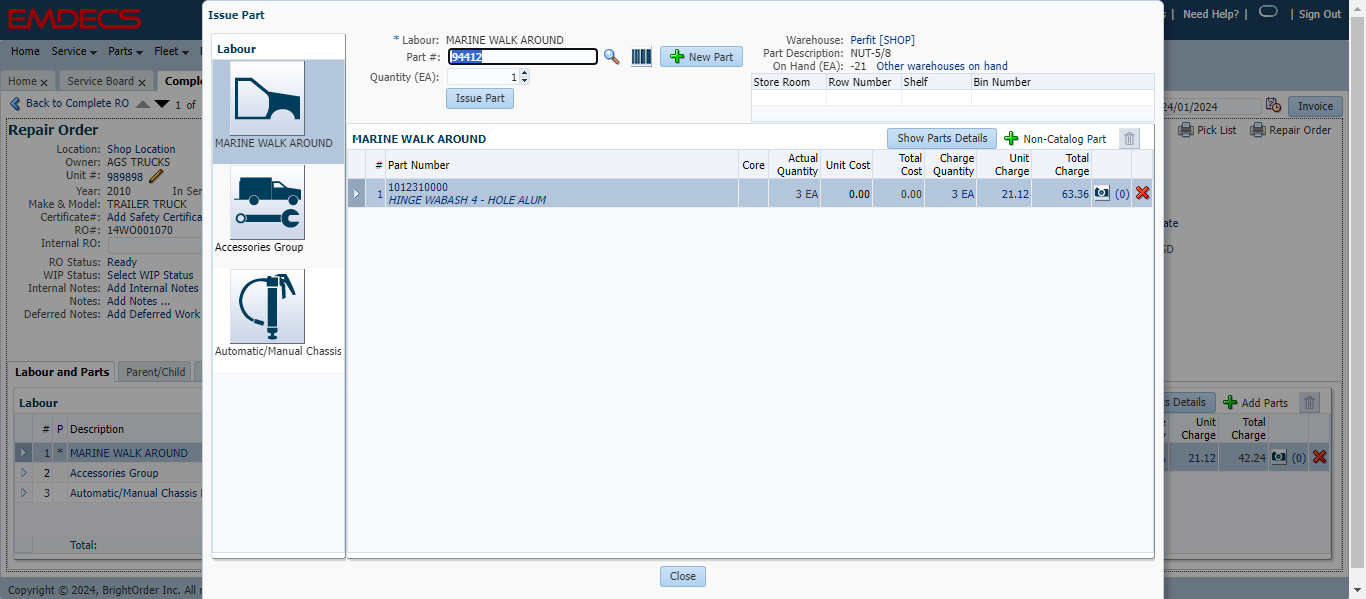 EMDECS
Need Help? | | Sign Out
Home Service Parts Fleet
Home x Service Board x Comple
Back to Complete RO 1 of
24/01/2024 Invoice
Repair Order
Pick List Repair Order
Location: Shop Location
Owner: AGS TRUCKS
Unit #: 989898
Year: 2010 In Ser
Make & Model: TRAILER TRUCK
Certificate#: Add Safety Certifica
RO#: 14WO001070
Internal RO:
RO Status: Ready
WIP Status: Select WIP Status
Internal Notes: Add Internal Notes
Notes: Add Notes ...
Deferred Notes: Add Deferred Work
Labour and Parts Parent/Child
Labour
# P Description
1 * MARINE WALK AROUND
2 Accessories Group
3 Automatic/Manual Chassis
Total:
Copyright © 2024, BrightOrder Inc. All
Issue Part
Labour
MARINE WALK AROUND
Accessories Group
Automatic/Manual Chassis
* Labour: MARINE WALK AROUND
Part #: 94412
New Part
Quantity (EA): 1
Issue Part
Warehouse: Perfit [SHOP]
Part Description: NUT-5/8
On Hand (EA): -21 Other warehouses on hand
Store Room Row Number Shelf Bin Number
MARINE WALK AROUND
Show Parts Details Non-Catalog Part
# Part Number Core Actual Quantity Unit Cost Total Cost Charge Quantity Unit Charge Total Charge
1 1012310000 3 EA 0.00 0.00 3 EA 21.12 63.36 (0)
HINGE WABASH 4 - HOLE ALUM
Close
ate
SD
s Details Add Parts
Unit Charge Total Charge
21.12 42.24 (0)